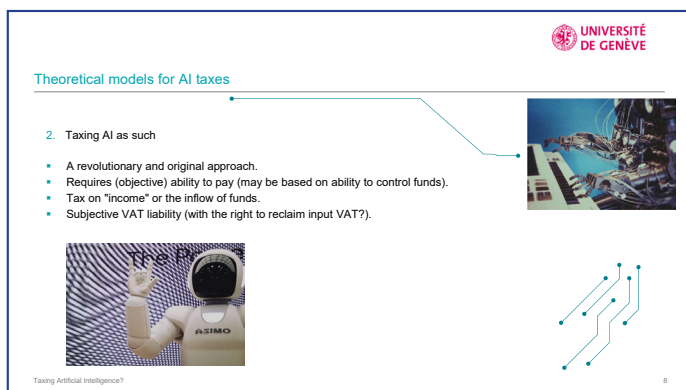 UNIVERSITÉ
DE GENÈVE
Theoretical models for AI taxes
2. Taxing AI as such
▪ A revolutionary and original approach.
▪ Requires (objective) ability to pay (may be based on ability to control funds).
▪ Tax on "income" or the inflow of funds.
▪ Subjective VAT liability (with the right to reclaim input VAT?).
The
ASIMO
Taxing Artificial Intelligence?
8